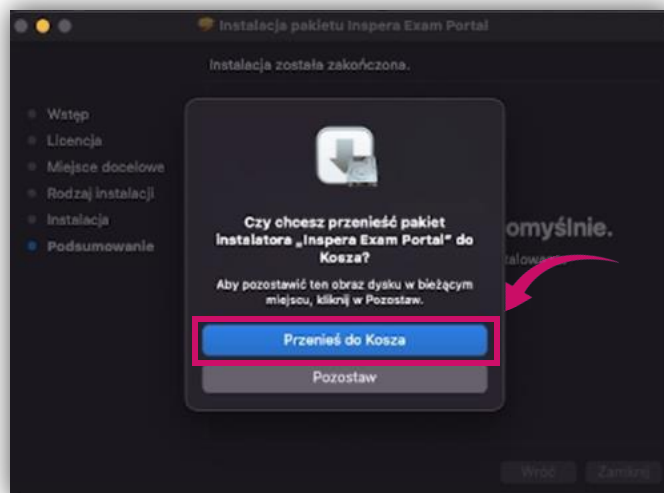 Instalacja pakietu Inspera Exam Portal
Instalacja została zakończona.
Wstęp
Licencja
Miejsce docelowe
Rodzaj instalacji
Instalacja
Podsumowanie
omyślnie.
talowane
Czy chcesz przenieść pakiet
instalatora „Inspera Exam Portal” do
Kosza?
Aby pozostawić ten obraz dysku w bieżącym
miejscu, kliknij w Pozostaw.
Przenieś do Kosza
Pozostaw
Wróć
Zamknij